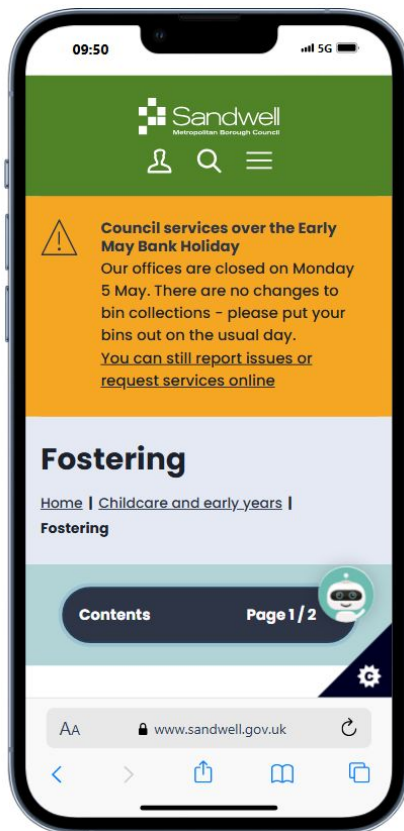 09:50
5G
Sandwell
Metropolitan Borough Council
Council services over the Early
May Bank Holiday
Our offices are closed on Monday
5 May. There are no changes to
bin collections - please put your
bins out on the usual day.
You can still report issues or
request services online
Fostering
Home | Childcare and early years |
Fostering
Contents Page 1 / 2
C
AA www.sandwell.gov.uk